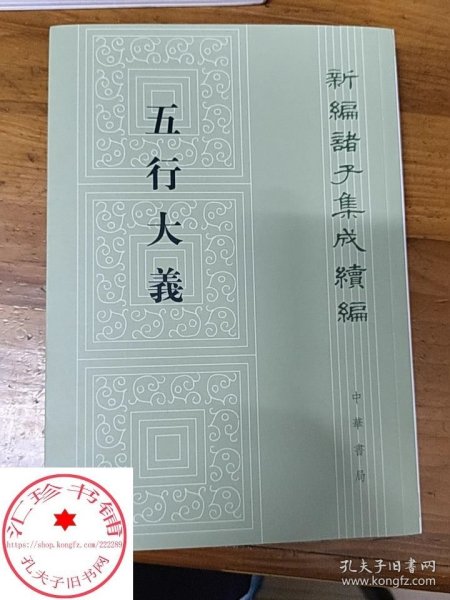 新編諸子集成續編
五行大義
中華書局
汇珍书铺
https://shop.kongfz.com/222289
孔夫子旧书网
孔夫子旧书网
www.kongfz.com